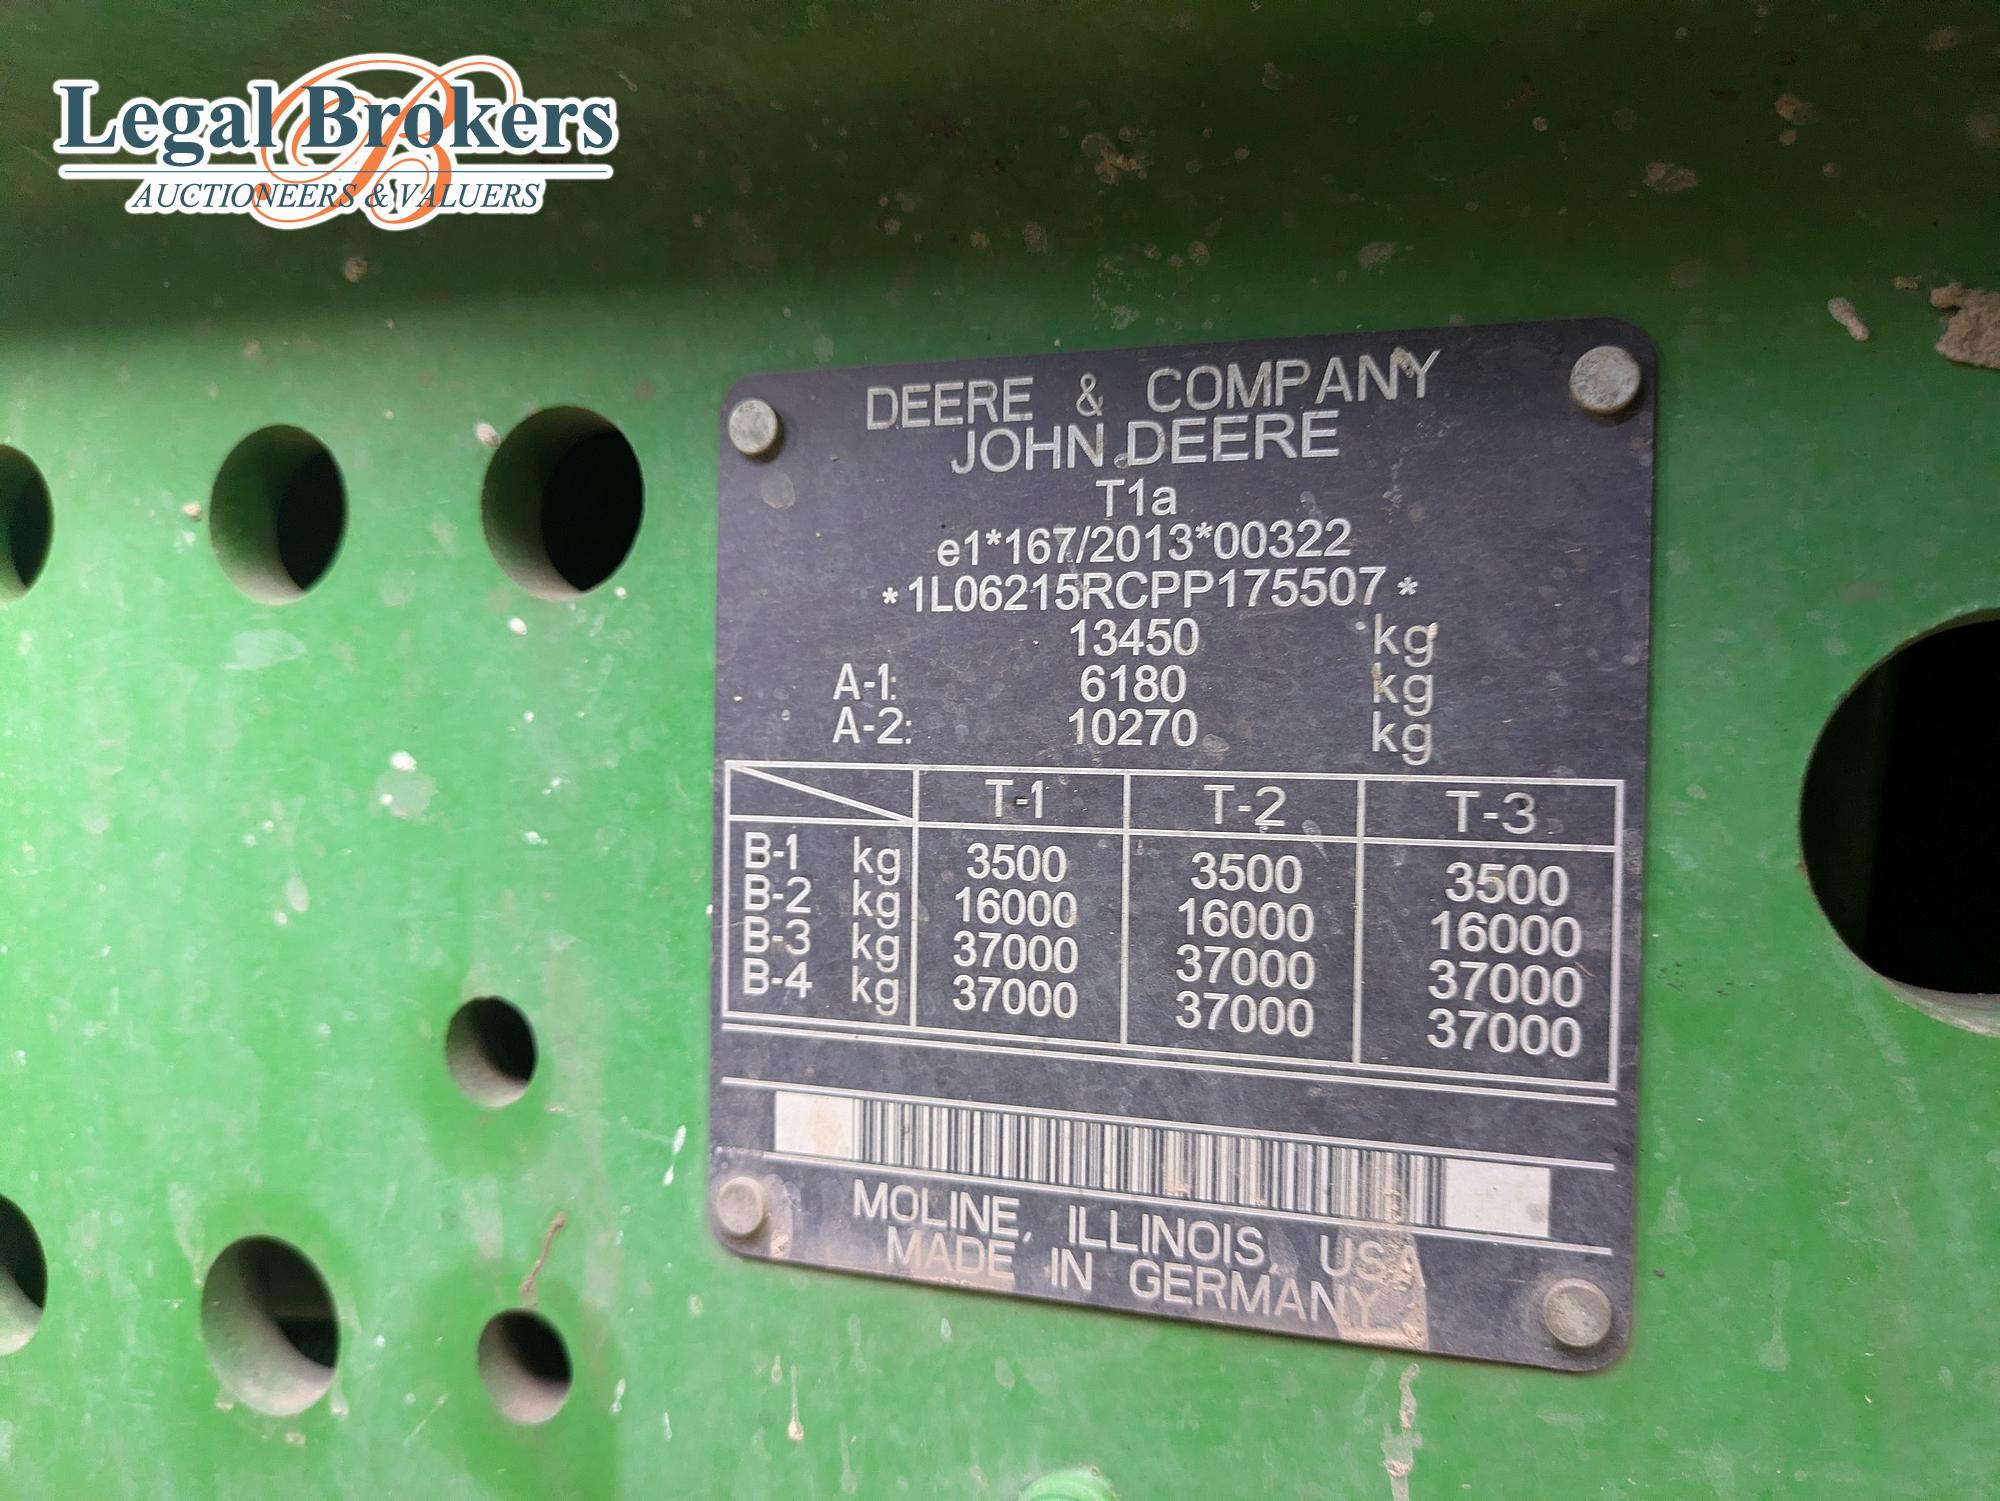 Legal Brokers
AUCTIONEERS & VALUERS
DEERE & COMPANY
JOHN DEERE
T1a
e1*167/2013*00322
*1L06215RCPP175507*
13450 kg
A-1: 6180 kg
A-2: 10270 kg
T-1 T-2 T-3
B-1 kg 3500 3500 3500
B-2 kg 16000 16000 16000
B-3 kg 37000 37000 37000
B-4 kg 37000 37000 37000
MOLINE, ILLINOIS, USA
MADE IN GERMANY